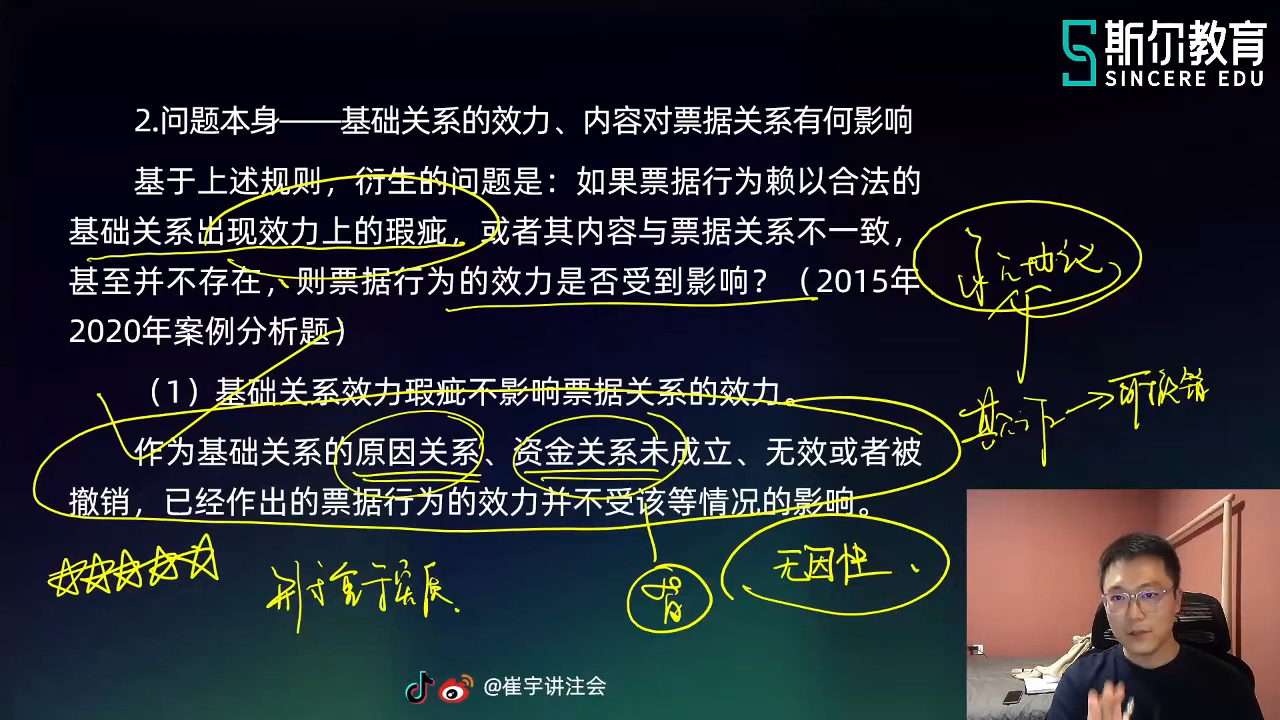 斯尔教育
SINCERE EDU
2.问题本身——基础关系的效力、内容对票据关系有何影响
基于上述规则，衍生的问题是：如果票据行为赖以合法的
基础关系出现效力上的瑕疵，或者其内容与票据关系不一致，
甚至并不存在，则票据行为的效力是否受到影响？（2015年
2020年案例分析题）
（1）基础关系效力瑕疵不影响票据关系的效力。
作为基础关系的原因关系、资金关系未成立、无效或者被
撤销，已经作出的票据行为的效力并不受该等情况的影响。
可撤销
无因性
形式重于实质
@崔宇讲注会